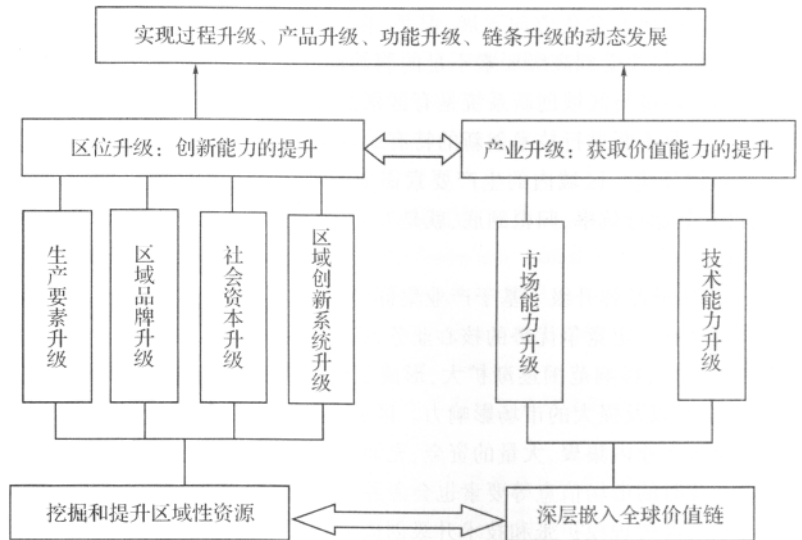 实现过程升级、产品升级、功能升级、链条升级的动态发展
区位升级：创新能力的提升
产业升级：获取价值能力的提升
生产要素升级
区域品牌升级
社会资本升级
区域创新系统升级
市场能力升级
技术能力升级
挖掘和提升区域性资源
深层嵌入全球价值链